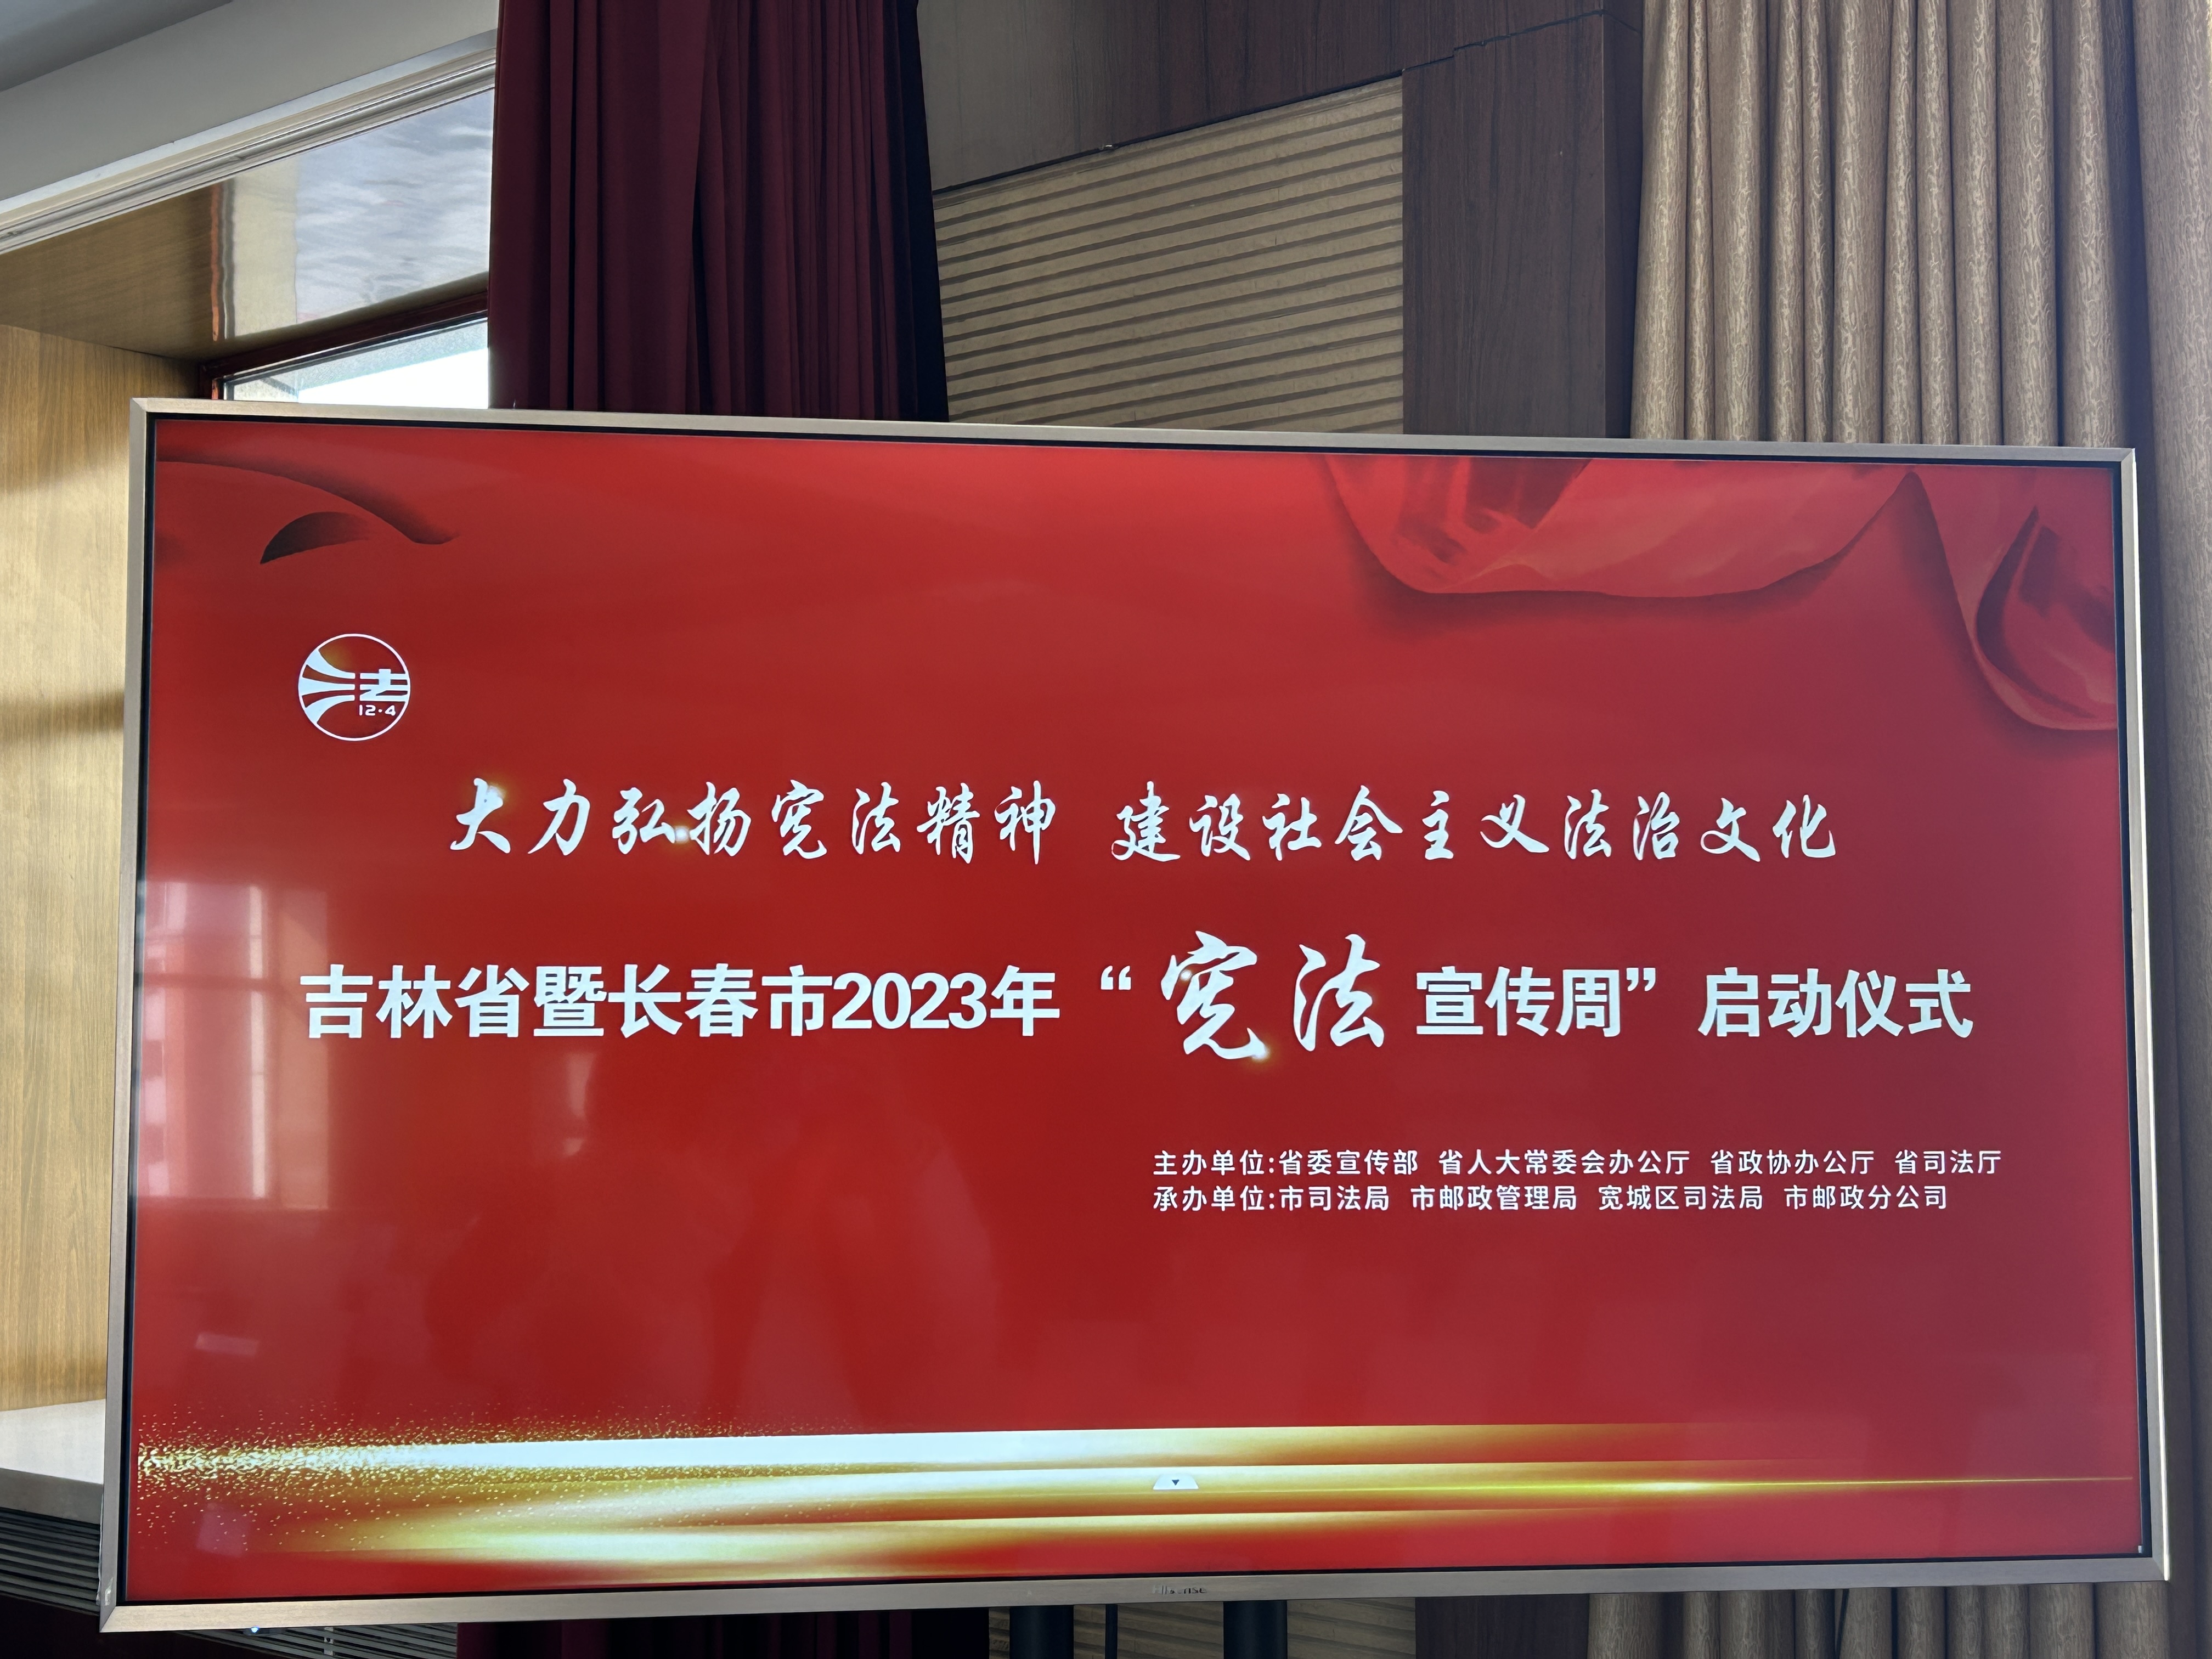 法
12·4
大力弘扬宪法精神 建设社会主义法治文化
吉林省暨长春市2023年“宪法宣传周”启动仪式
主办单位:省委宣传部 省人大常委会办公厅 省政协办公厅 省司法厅
承办单位:市司法局 市邮政管理局 宽城区司法局 市邮政分公司
Hisense